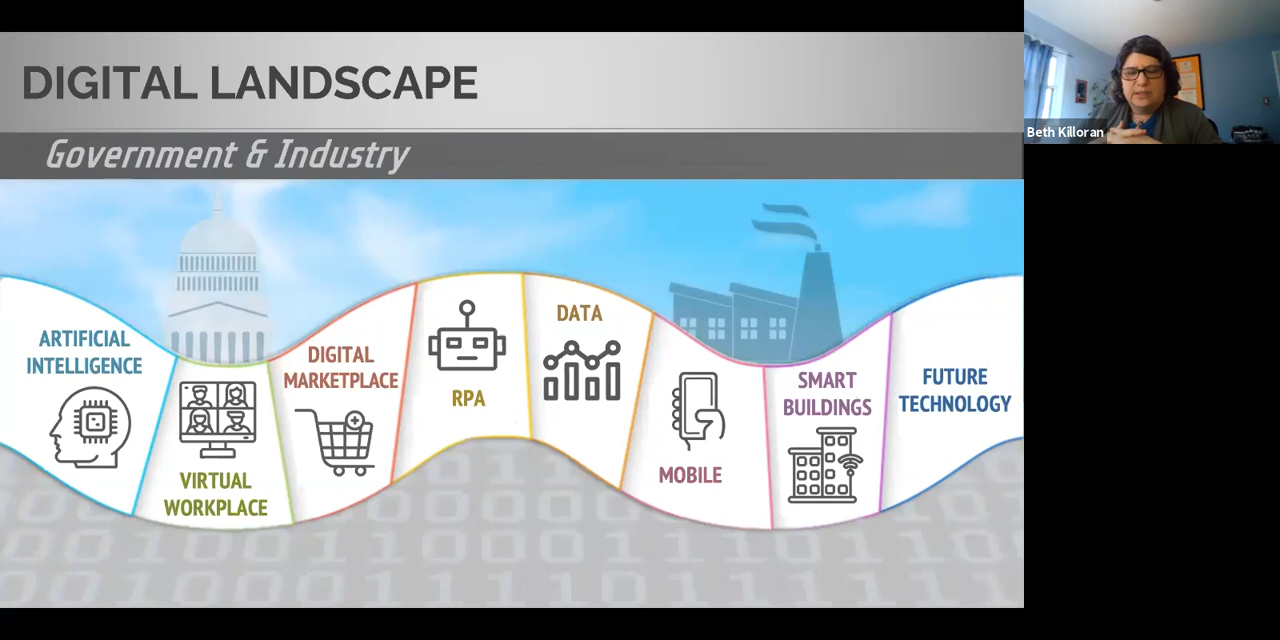 DIGITAL LANDSCAPE
Government & Industry
Beth Killoran
ARTIFICIAL
INTELLIGENCE
VIRTUAL
WORKPLACE
DIGITAL
MARKETPLACE
RPA
DATA
MOBILE
SMART
BUILDINGS
FUTURE
TECHNOLOGY